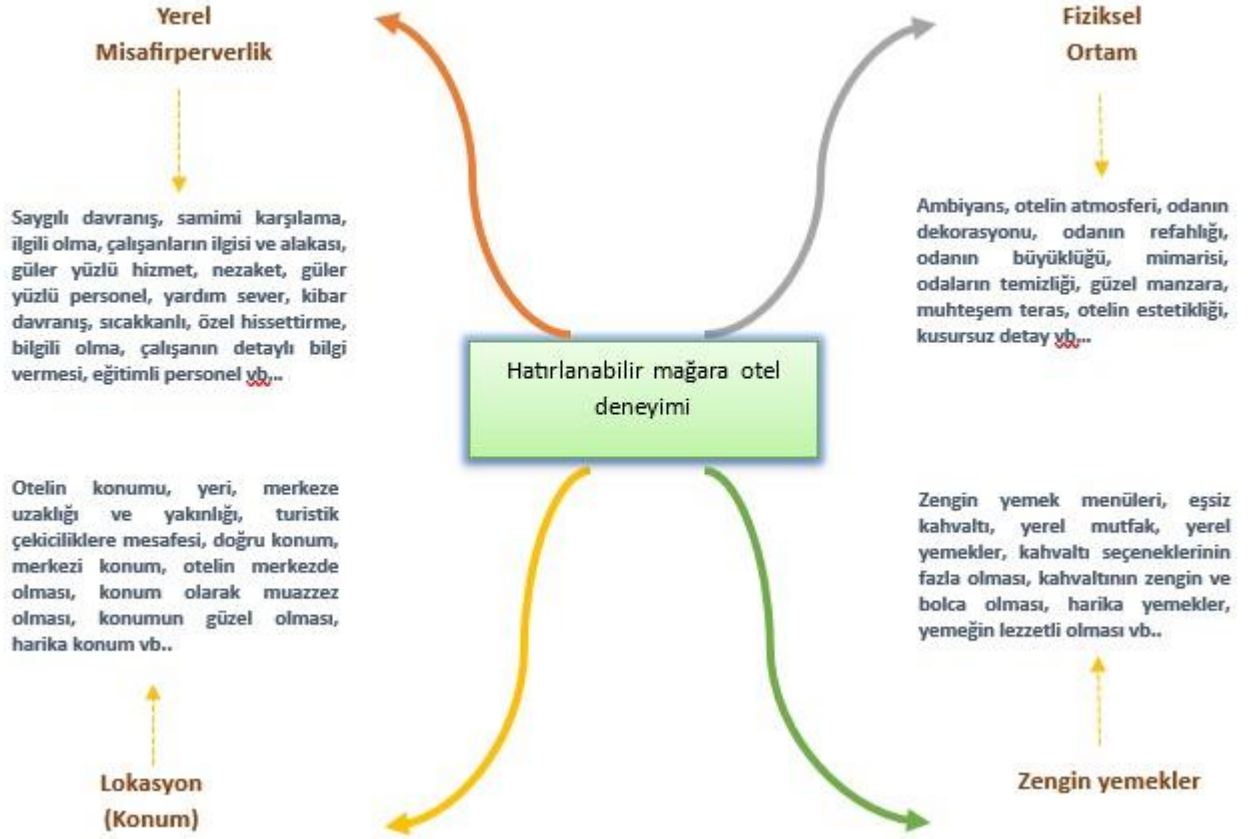 Yerel
Misafirperverlik
Saygılı davranış, samimi karşılama,
ilgili olma, çalışanların ilgisi ve alakası,
güler yüzlü hizmet, nezaket, güler
yüzlü personel, yardım sever, kibar
davranış, sıcakkanlı, özel hissettirme,
bilgili olma, çalışanın detaylı bilgi
vermesi, eğitimli personel vb...
Fiziksel
Ortam
Ambiyans, otelin atmosferi, odanın
dekorasyonu, odanın refahlığı,
odanın büyüklüğü, mimarisi,
odaların temizliği, güzel manzara,
muhteşem teras, otelin estetikliği,
kusursuz detay vb...
Hatırlanabilir mağara otel
deneyimi
Otelin konumu, yeri, merkeze
uzaklığı ve yakınlığı, turistik
çekiciliklere mesafesi, doğru konum,
merkezi konum, otelin merkezde
olması, konum olarak muazzez
olması, konumun güzel olması,
harika konum vb..
Lokasyon
(Konum)
Zengin yemek menüleri, eşsiz
kahvaltı, yerel mutfak, yerel
yemekler, kahvaltı seçeneklerinin
fazla olması, kahvaltının zengin ve
bolca olması, harika yemekler,
yemeğin lezzetli olması vb..
Zengin yemekler